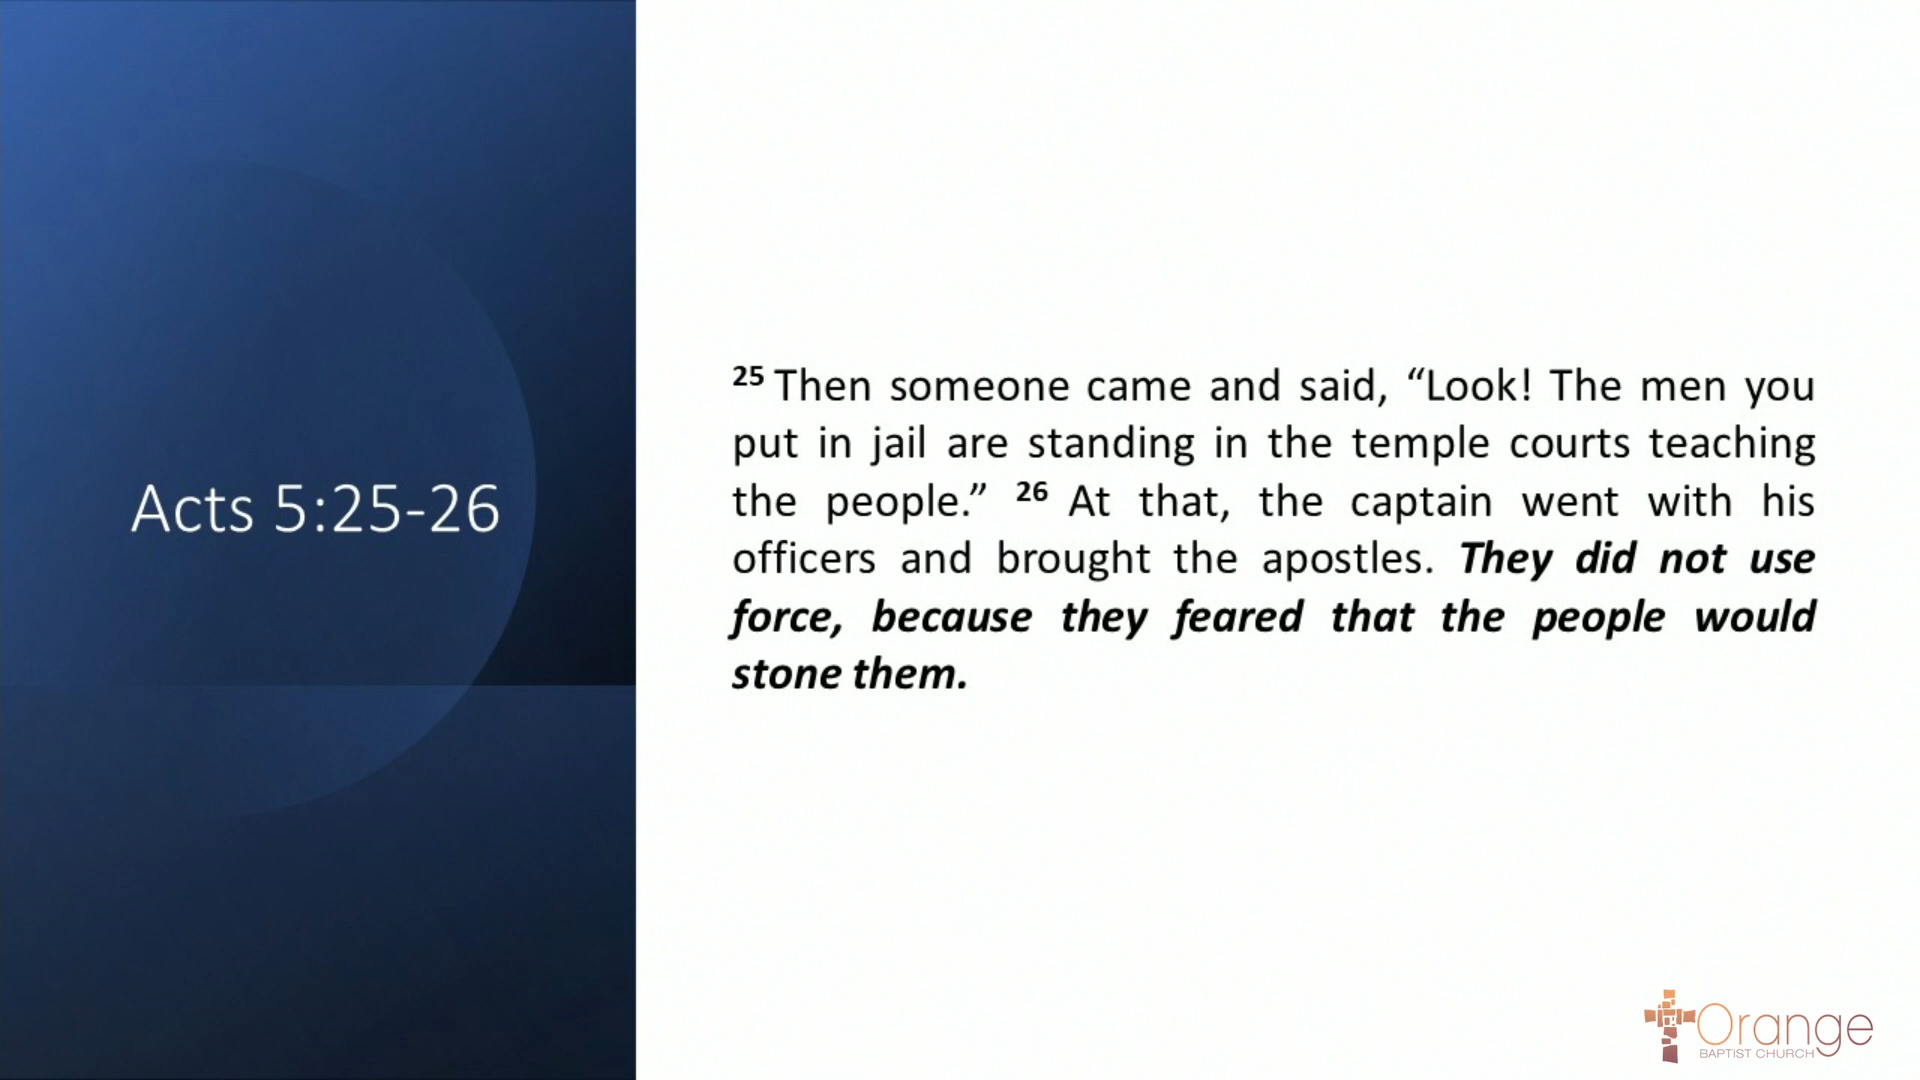 Acts 5:25-26
25 Then someone came and said, “Look! The men you
put in jail are standing in the temple courts teaching
the people.” 26 At that, the captain went with his
officers and brought the apostles. They did not use
force, because they feared that the people would
stone them.
Orange
BAPTIST CHURCH